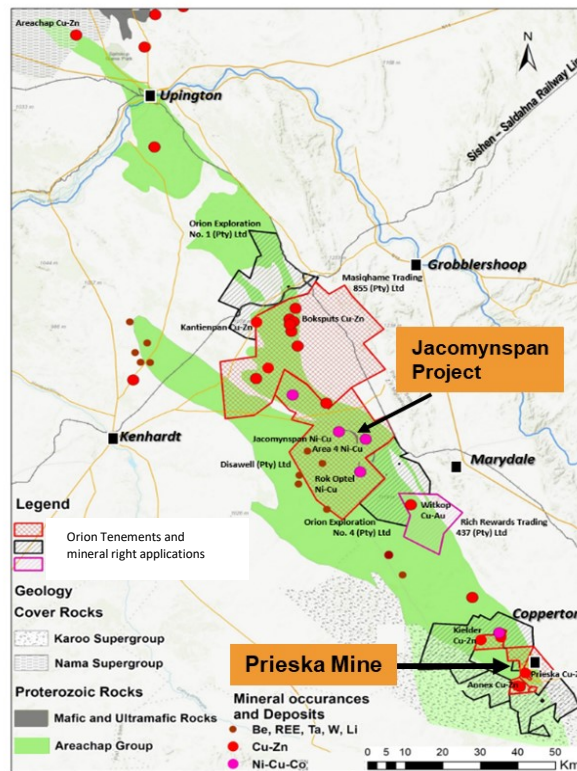 Areachap Cu-Zn
Upington
N
Sishen – Saldahna Railway Lin
Orion Exploration
No. 1 (Pty) Ltd
Grobblershoop
Masiqhame Trading
855 (Pty) Ltd
Kantienpan Cu-Zn
Boksputs Cu-Zn
Jacomynspan
Project
Kenhardt
Jacomynspan Ni-Cu
Area 4 Ni-Cu
Disawell (Pty) Ltd
Marydale
Rok Optel
Ni-Cu
Witkop
Cu-Au
Orion Exploration
No. 4 (Pty) Ltd
Rich Rewards Trading
437 (Pty) Ltd
Legend
Orion Tenements and
mineral right applications
Geology
Cover Rocks
Karoo Supergroup
Nama Supergroup
Proterozoic Rocks
Mafic and Ultramafic Rocks
Areachap Group
Copperton
Kielder
Cu-Zn
Prieska Mine
Prieska Cu-Z
Annex Cu-Zn
Mineral occurances
and Deposits
Be, REE, Ta, W, Li
Cu-Zn
Ni-Cu-Co
0 10 20 30 40 50
Km